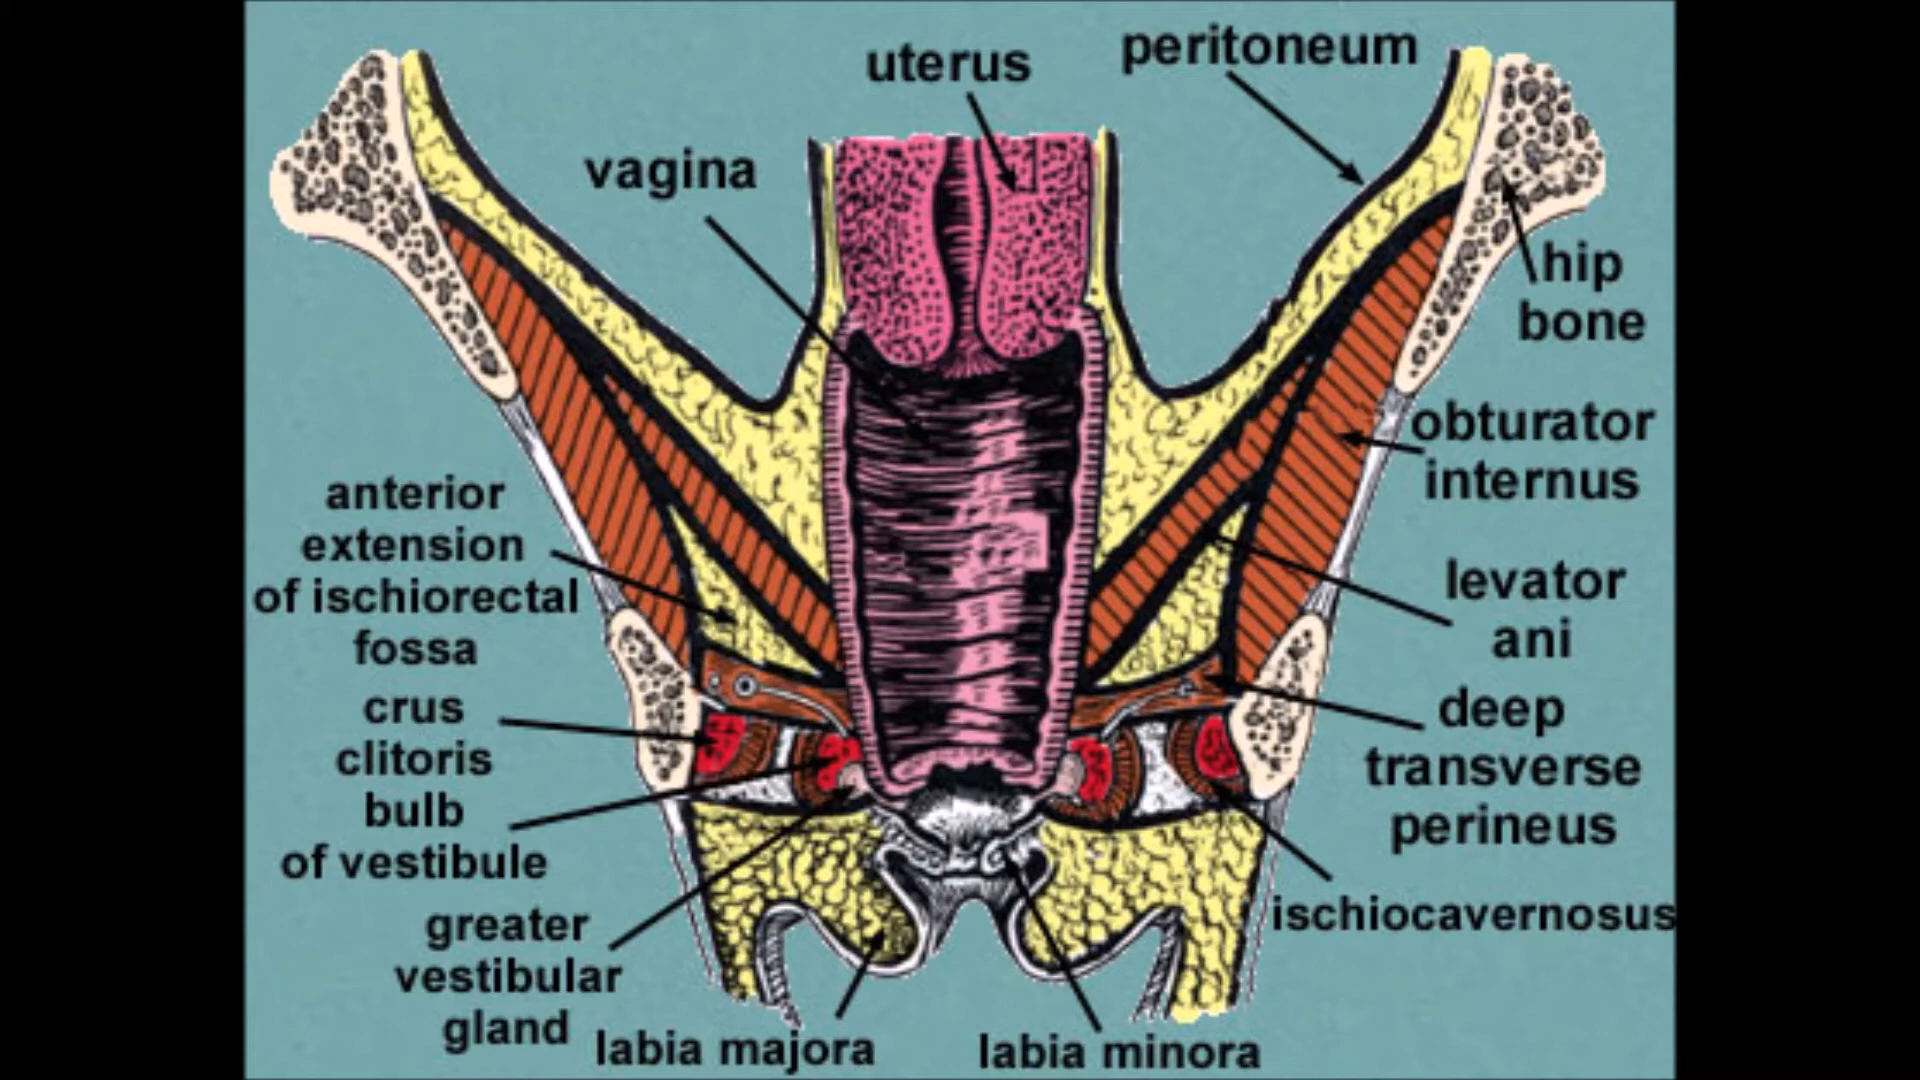 uterus
peritoneum
vagina
hip
bone
obturator
internus
anterior
extension
of ischiorectal
fossa
levator
ani
crus
clitoris
deep
transverse
perineus
bulb
of vestibule
greater
vestibular
gland
ischiocavernosus
labia majora
labia minora